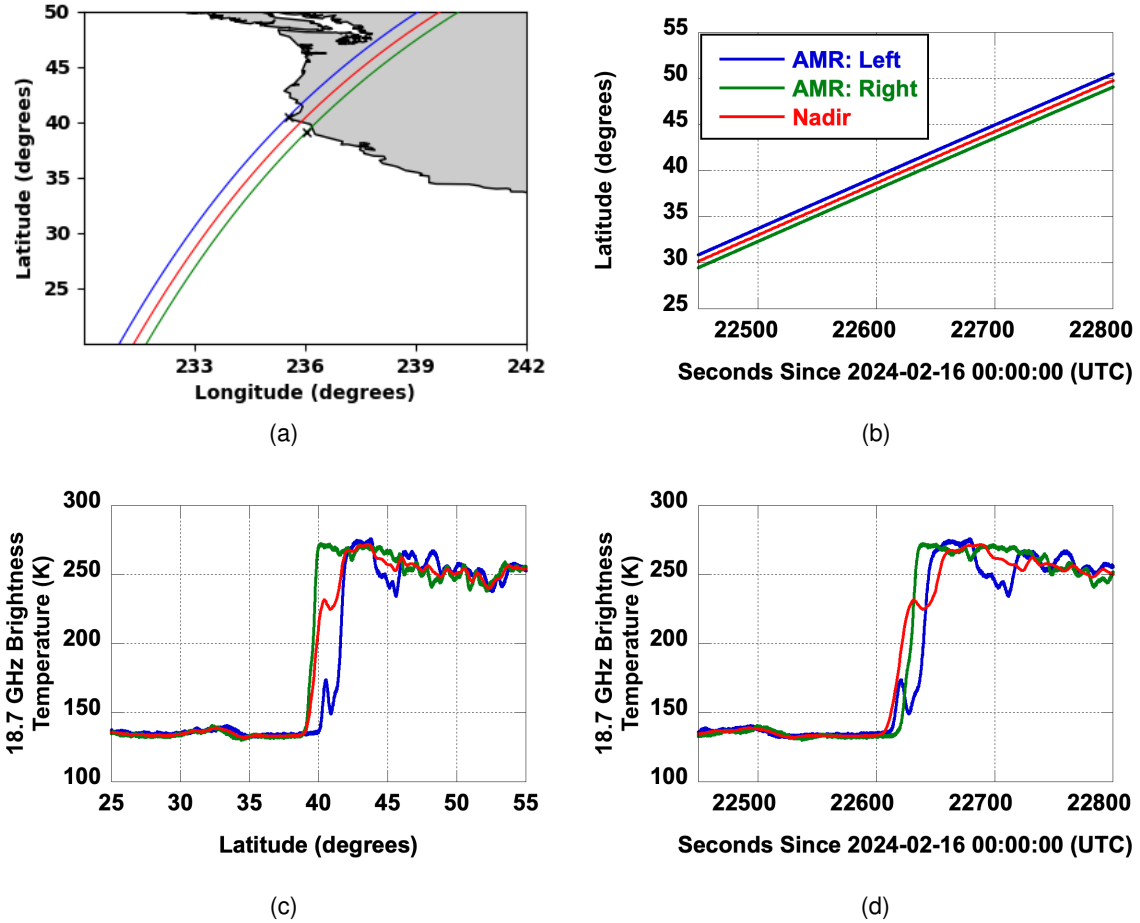 50
45
40
35
30
25
Latitude (degrees)
233
236
239
242
Longitude (degrees)
(a)
55
50
45
40
35
30
25
Latitude (degrees)
AMR: Left
AMR: Right
Nadir
22500
22600
22700
22800
Seconds Since 2024-02-16 00:00:00 (UTC)
(b)
300
250
200
150
100
18.7 GHz Brightness
Temperature (K)
25
30
35
40
45
50
55
Latitude (degrees)
(c)
300
250
200
150
100
18.7 GHz Brightness
Temperature (K)
22500
22600
22700
22800
Seconds Since 2024-02-16 00:00:00 (UTC)
(d)